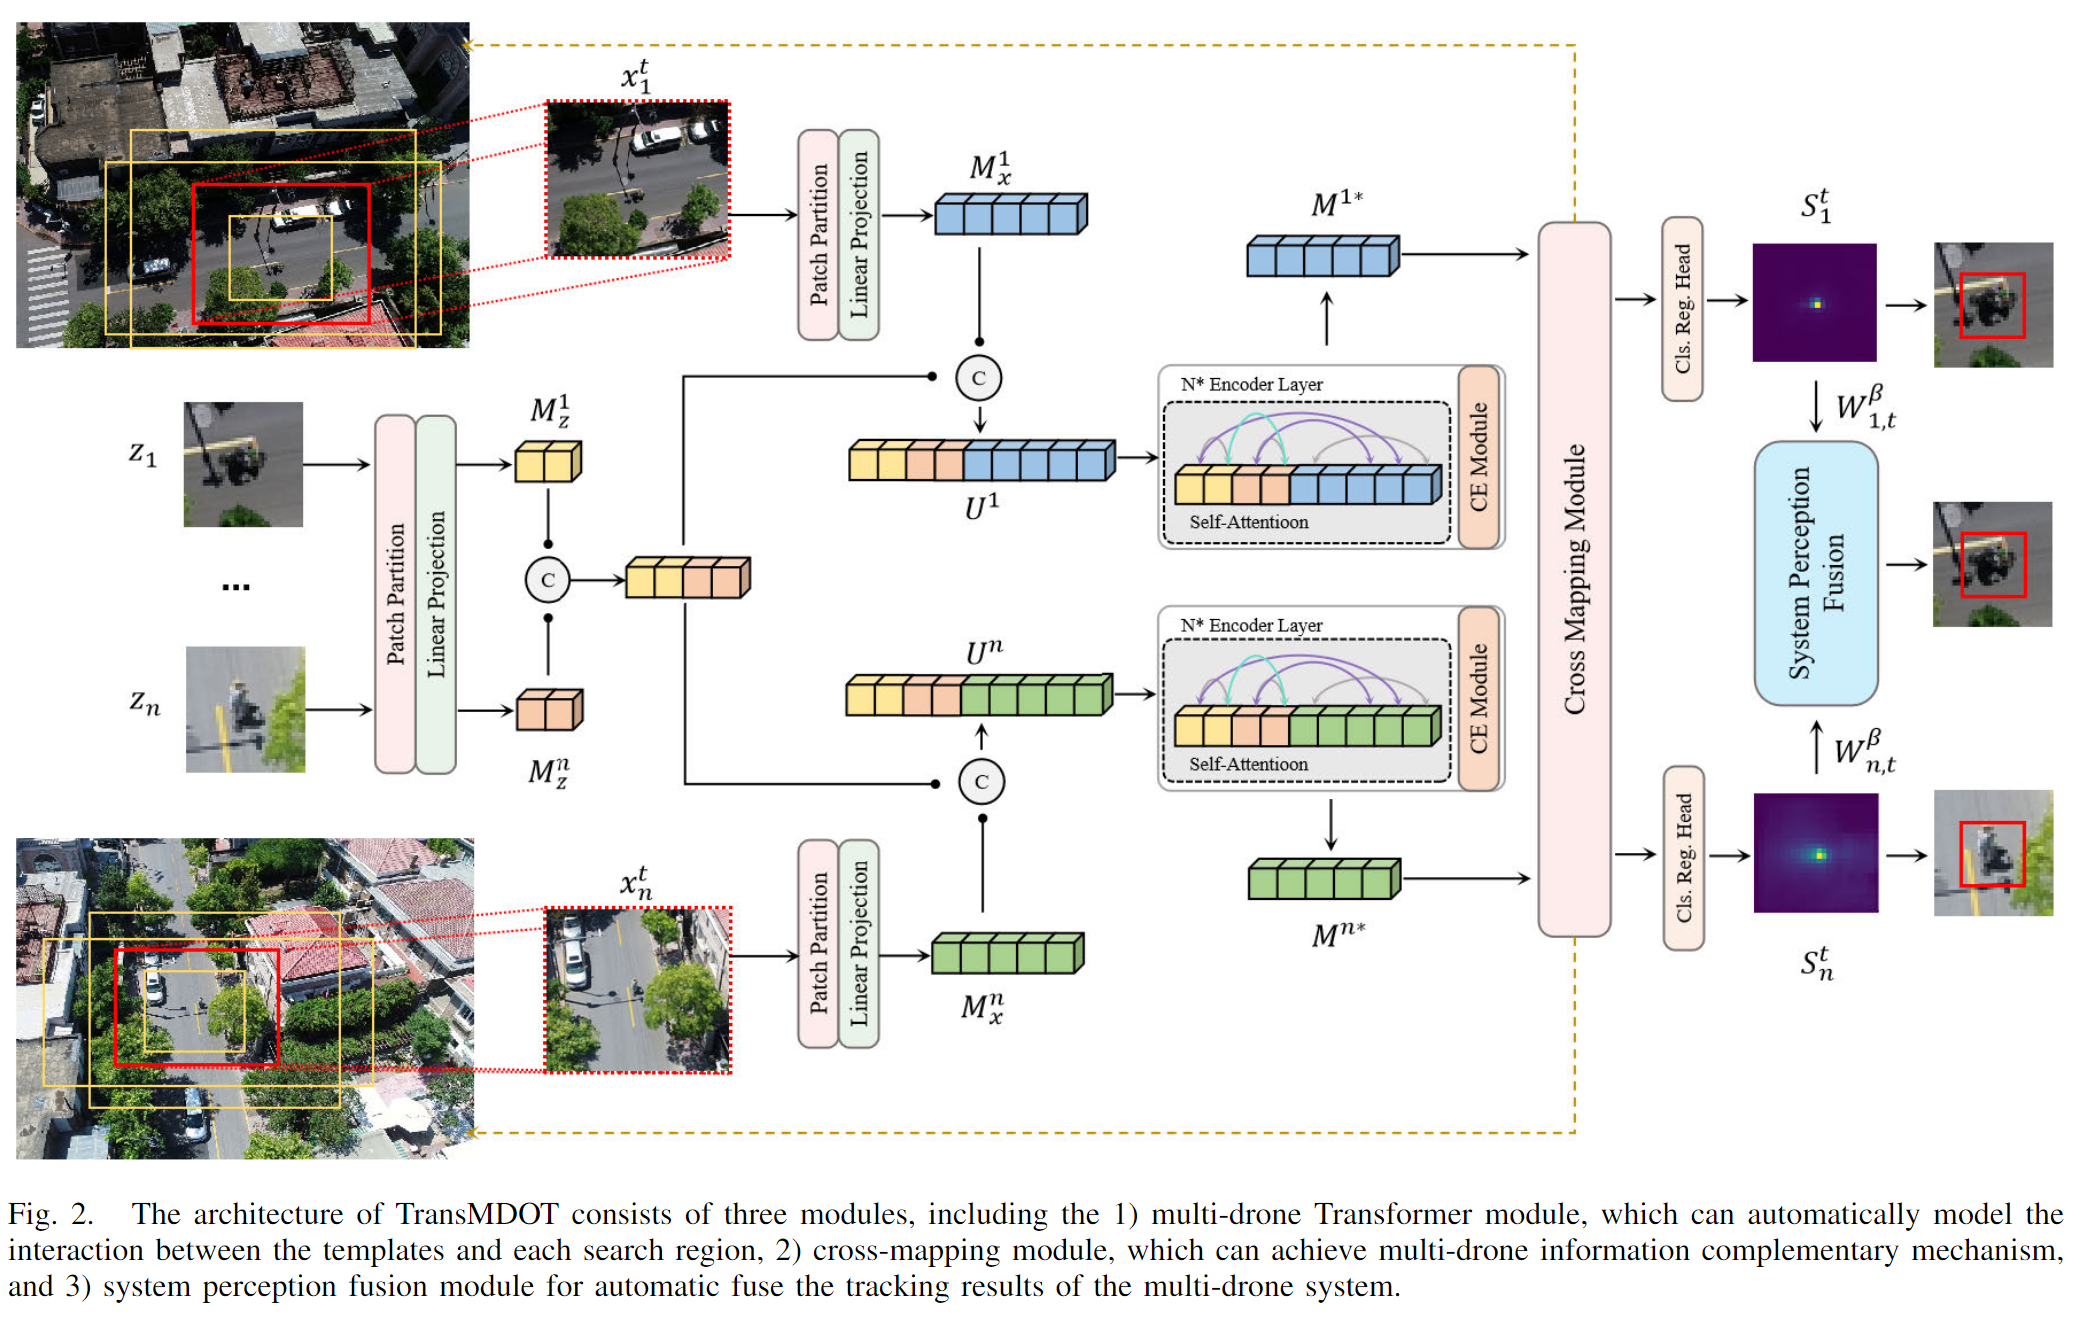 x_1^t
Patch Partition
Linear Projection
M_x^1
C
z_1
...
z_n
Patch Partition
Linear Projection
M_z^1
C
M_z^n
U^1
N* Encoder Layer
Self-Attentioon
CE Module
M^{1*}
U^n
N* Encoder Layer
Self-Attentioon
CE Module
C
M^{n*}
x_n^t
Patch Partition
Linear Projection
M_x^n
Cross Mapping Module
Cls. Reg. Head
S_1^t
W_{1,t}^β
System Perception
Fusion
W_{n,t}^β
Cls. Reg. Head
S_n^t
Fig. 2. The architecture of TransMDOT consists of three modules, including the 1) multi-drone Transformer module, which can automatically model the
interaction between the templates and each search region, 2) cross-mapping module, which can achieve multi-drone information complementary mechanism,
and 3) system perception fusion module for automatic fuse the tracking results of the multi-drone system.